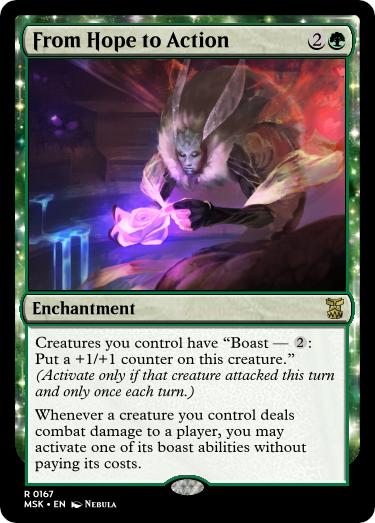 From Hope to Action 2
Enchantment
Creatures you control have “Boast — 2:
Put a +1/+1 counter on this creature.”
(Activate only if that creature attacked this turn
and only once each turn.)
Whenever a creature you control deals
combat damage to a player, you may
activate one of its boast abilities without
paying its costs.
R 0167
MSK • EN Nebula